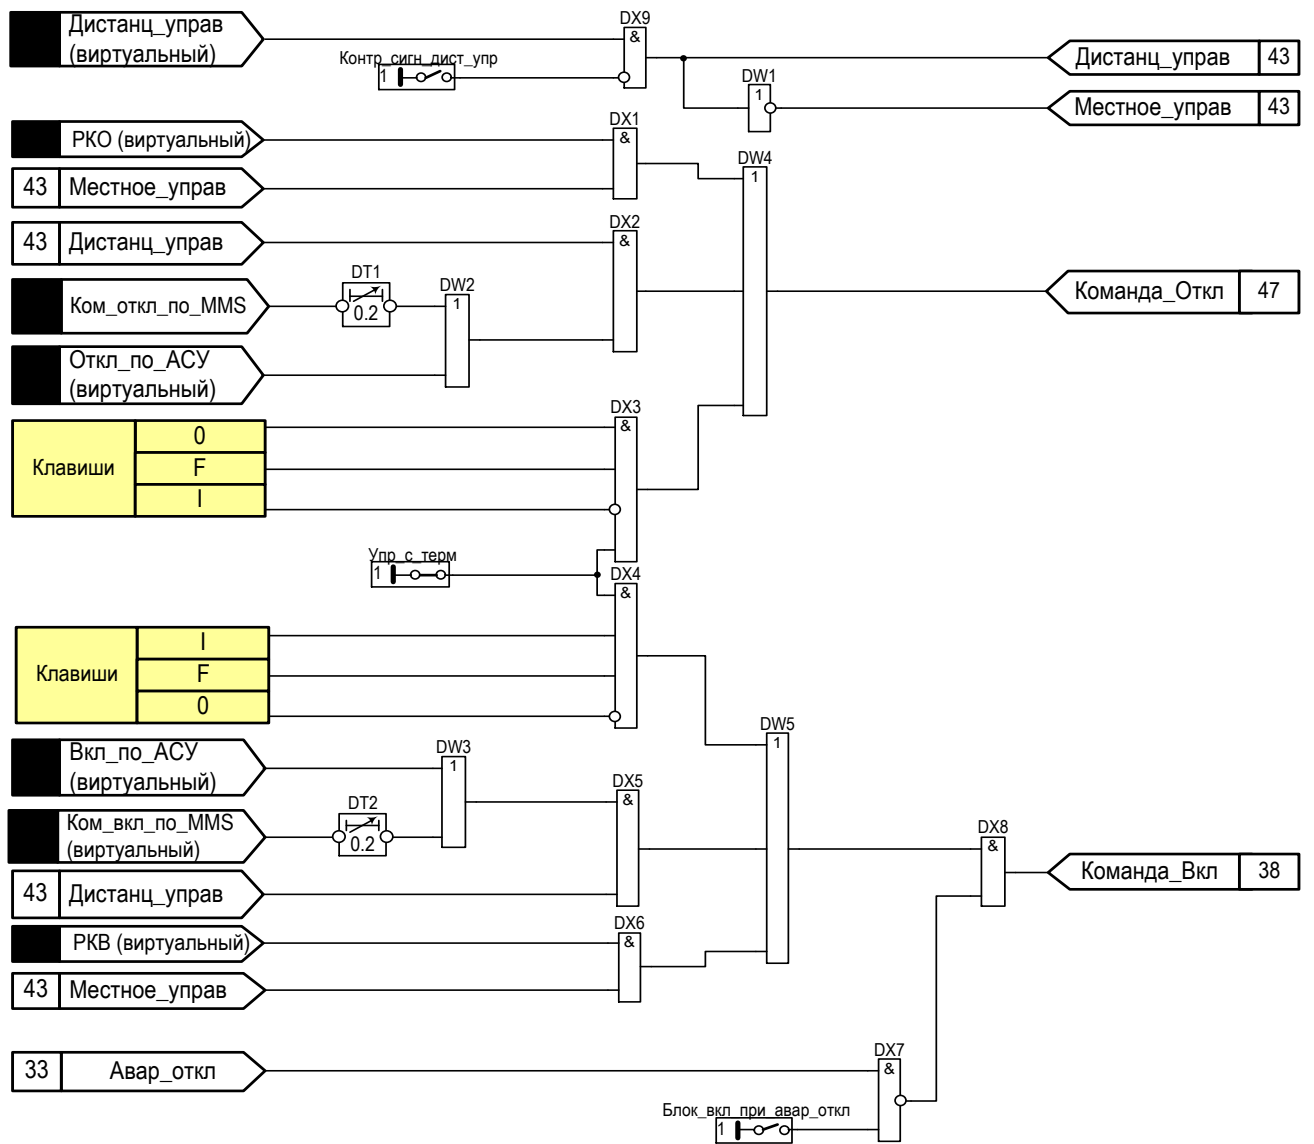 Дистанц_управ
(виртуальный)
DX9
&
Контр_сигн_дист_упр
1
Дистанц_управ 43
DW1
1
Местное_управ 43
РКО (виртуальный)
DX1
&
43 Местное_управ
DW4
1
43 Дистанц_управ
DX2
&
Ком_откл_по_MMS
DT1
0.2
DW2
1
Команда_Откл 47
Откл_по_АСУ
(виртуальный)
DX3
&
Клавиши
0
F
I
Упр_с_терм
1
DX4
&
Клавиши
I
F
0
DW5
1
Вкл_по_АСУ
(виртуальный)
DW3
1
DX5
&
Ком_вкл_по_MMS
(виртуальный)
DT2
0.2
DX8
&
Команда_Вкл 38
43 Дистанц_управ
РКВ (виртуальный)
DX6
&
43 Местное_управ
33 Авар_откл
DX7
&
Блок_вкл_при_авар_откл
1